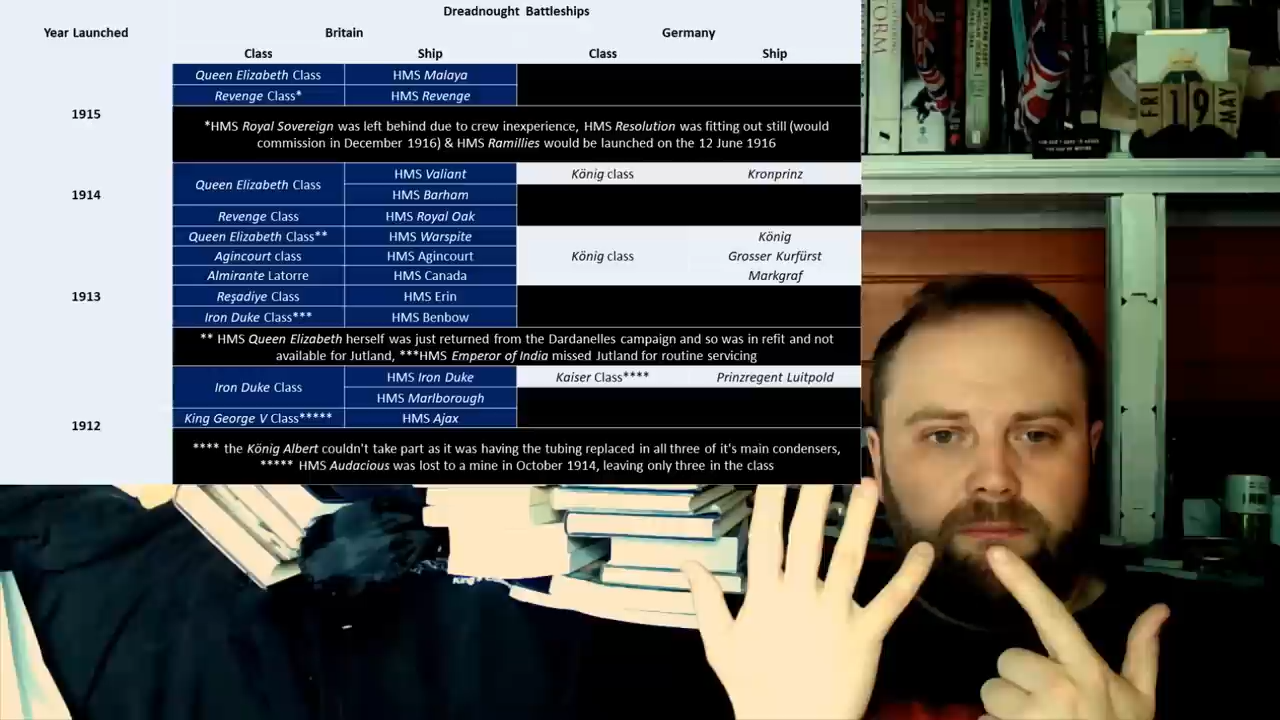 Dreadnought Battleships
Year Launched Britain Germany
Class Ship Class Ship
Queen Elizabeth Class HMS Malaya
Revenge Class* HMS Revenge
1915
*HMS Royal Sovereign was left behind due to crew inexperience, HMS Resolution was fitting out still (would
commission in December 1916) & HMS Ramillies would be launched on the 12 June 1916
Queen Elizabeth Class HMS Valiant König class Kronprinz
1914 HMS Barham
Revenge Class HMS Royal Oak
Queen Elizabeth Class** HMS Warspite König
Agincourt class HMS Agincourt König class Grosser Kurfürst
Almirante Latorre HMS Canada Markgraf
1913 Reşadiye Class HMS Erin
Iron Duke Class*** HMS Benbow
** HMS Queen Elizabeth herself was just returned from the Dardanelles campaign and so was in refit and not
available for Jutland, ***HMS Emperor of India missed Jutland for routine servicing
Iron Duke Class HMS Iron Duke Kaiser Class**** Prinzregent Luitpold
HMS Marlborough
King George V Class***** HMS Ajax
1912
**** the König Albert couldn't take part as it was having the tubing replaced in all three of it's main condensers,
***** HMS Audacious was lost to a mine in October 1914, leaving only three in the class
FRI 19 MAY